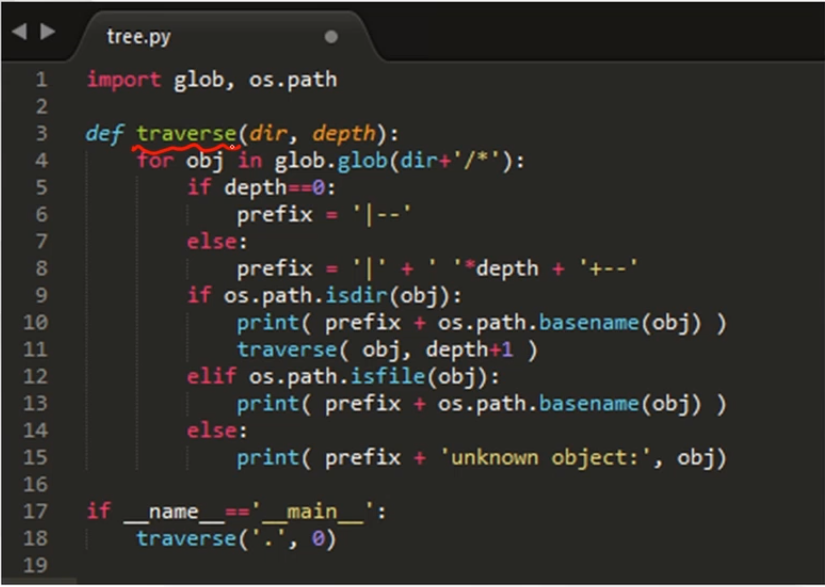 tree.py
1 import glob, os.path
2
3 def traverse(dir, depth):
4     for obj in glob.glob(dir+'/*'):
5         if depth==0:
6             prefix = '|--'
7         else:
8             prefix = '|' + ' '*depth + '+--'
9         if os.path.isdir(obj):
10             print( prefix + os.path.basename(obj) )
11             traverse( obj, depth+1 )
12         elif os.path.isfile(obj):
13             print( prefix + os.path.basename(obj) )
14         else:
15             print( prefix + 'unknown object:', obj)
16
17 if __name__=='__main__':
18     traverse('.', 0)
19